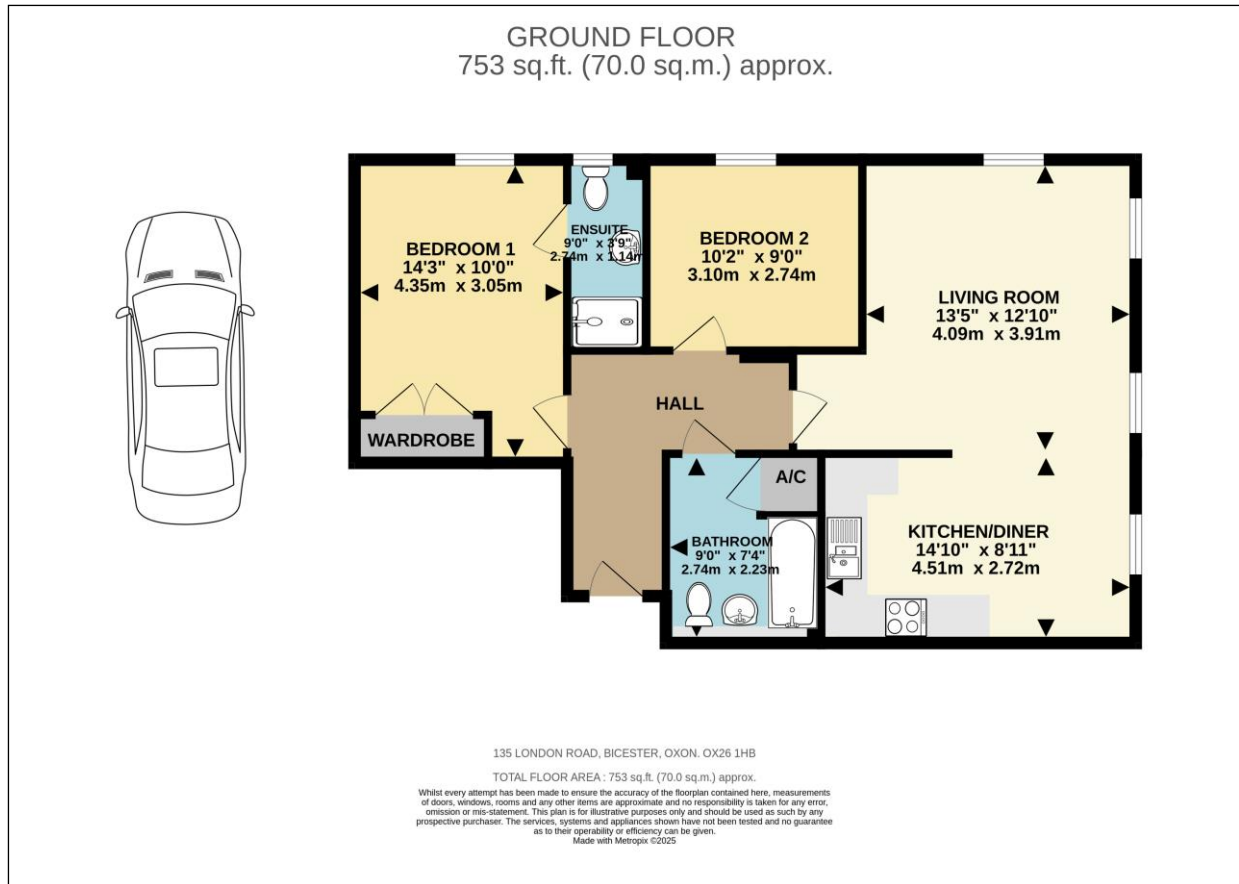 GROUND FLOOR
753 sq.ft. (70.0 sq.m.) approx.
BEDROOM 1
14'3" x 10'0"
4.35m x 3.05m
ENSUITE
9'0" x 3'9"
2.74m x 1.14m
BEDROOM 2
10'2" x 9'0"
3.10m x 2.74m
LIVING ROOM
13'5" x 12'10"
4.09m x 3.91m
HALL
WARDROBE
A/C
BATHROOM
9'0" x 7'4"
2.74m x 2.23m
KITCHEN/DINER
14'10" x 8'11"
4.51m x 2.72m
135 LONDON ROAD, BICESTER, OXON. OX26 1HB
TOTAL FLOOR AREA : 753 sq.ft. (70.0 sq.m.) approx.
Whilst every attempt has been made to ensure the accuracy of the floorplan contained here, measurements
of doors, windows, rooms and any other items are approximate and no responsibility is taken for any error,
omission or mis-statement. This plan is for illustrative purposes only and should be used as such by any
prospective purchaser. The services, systems and appliances shown have not been tested and no guarantee
as to their operability or efficiency can be given.
Made with Metropix ©2025